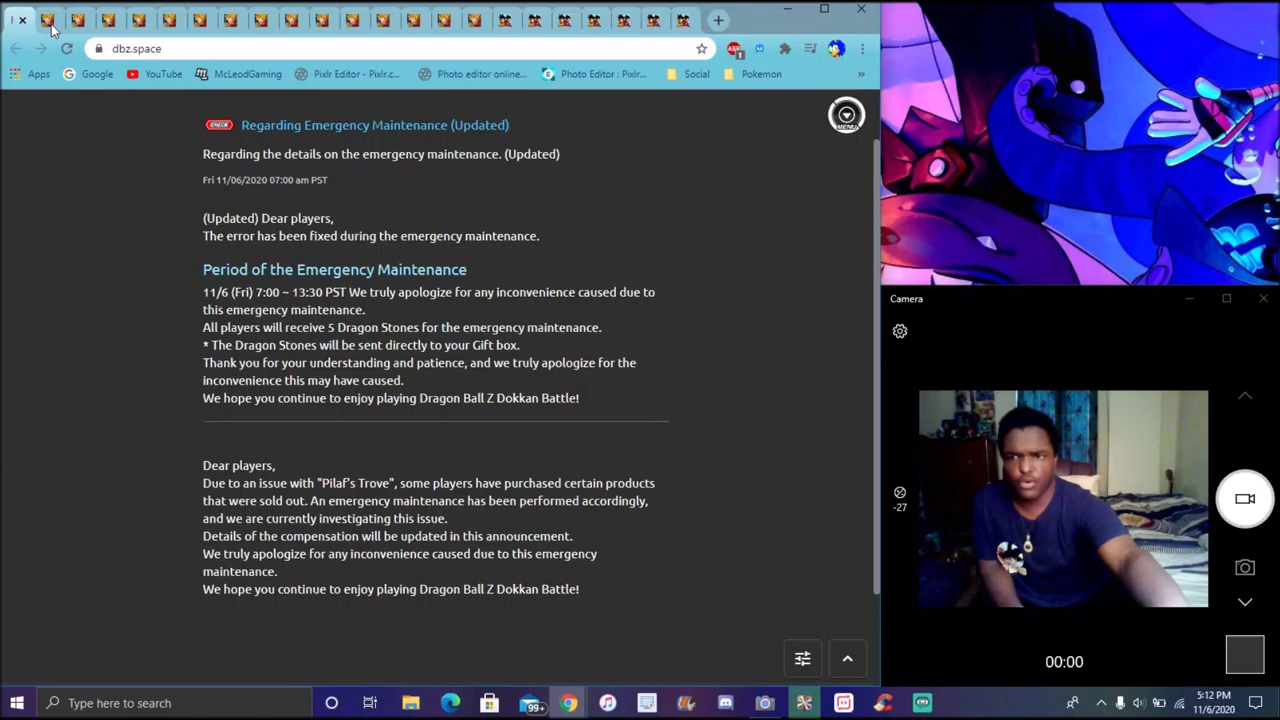 dbz.space
ABP
1
Apps
Google
YouTube
McLeodGaming
Pixlr Editor - Pixlr.c...
Photo editor online...
Photo Editor : Pixlr...
Social
Pokemon
»
MENU
CHECK
Regarding Emergency Maintenance (Updated)
Regarding the details on the emergency maintenance. (Updated)
Fri 11/06/2020 07:00 am PST
(Updated) Dear players,
The error has been fixed during the emergency maintenance.
Period of the Emergency Maintenance
11/6 (Fri) 7:00 ~ 13:30 PST We truly apologize for any inconvenience caused due to
this emergency maintenance.
All players will receive 5 Dragon Stones for the emergency maintenance.
* The Dragon Stones will be sent directly to your Gift box.
Thank you for your understanding and patience, and we truly apologize for the
inconvenience this may have caused.
We hope you continue to enjoy playing Dragon Ball Z Dokkan Battle!
Dear players,
Due to an issue with "Pilaf's Trove", some players have purchased certain products
that were sold out. An emergency maintenance has been performed accordingly,
and we are currently investigating this issue.
Details of the compensation will be updated in this announcement.
We truly apologize for any inconvenience caused due to this emergency
maintenance.
We hope you continue to enjoy playing Dragon Ball Z Dokkan Battle!
Camera
-27
00:00
Type here to search
99+
5:12 PM
11/6/2020